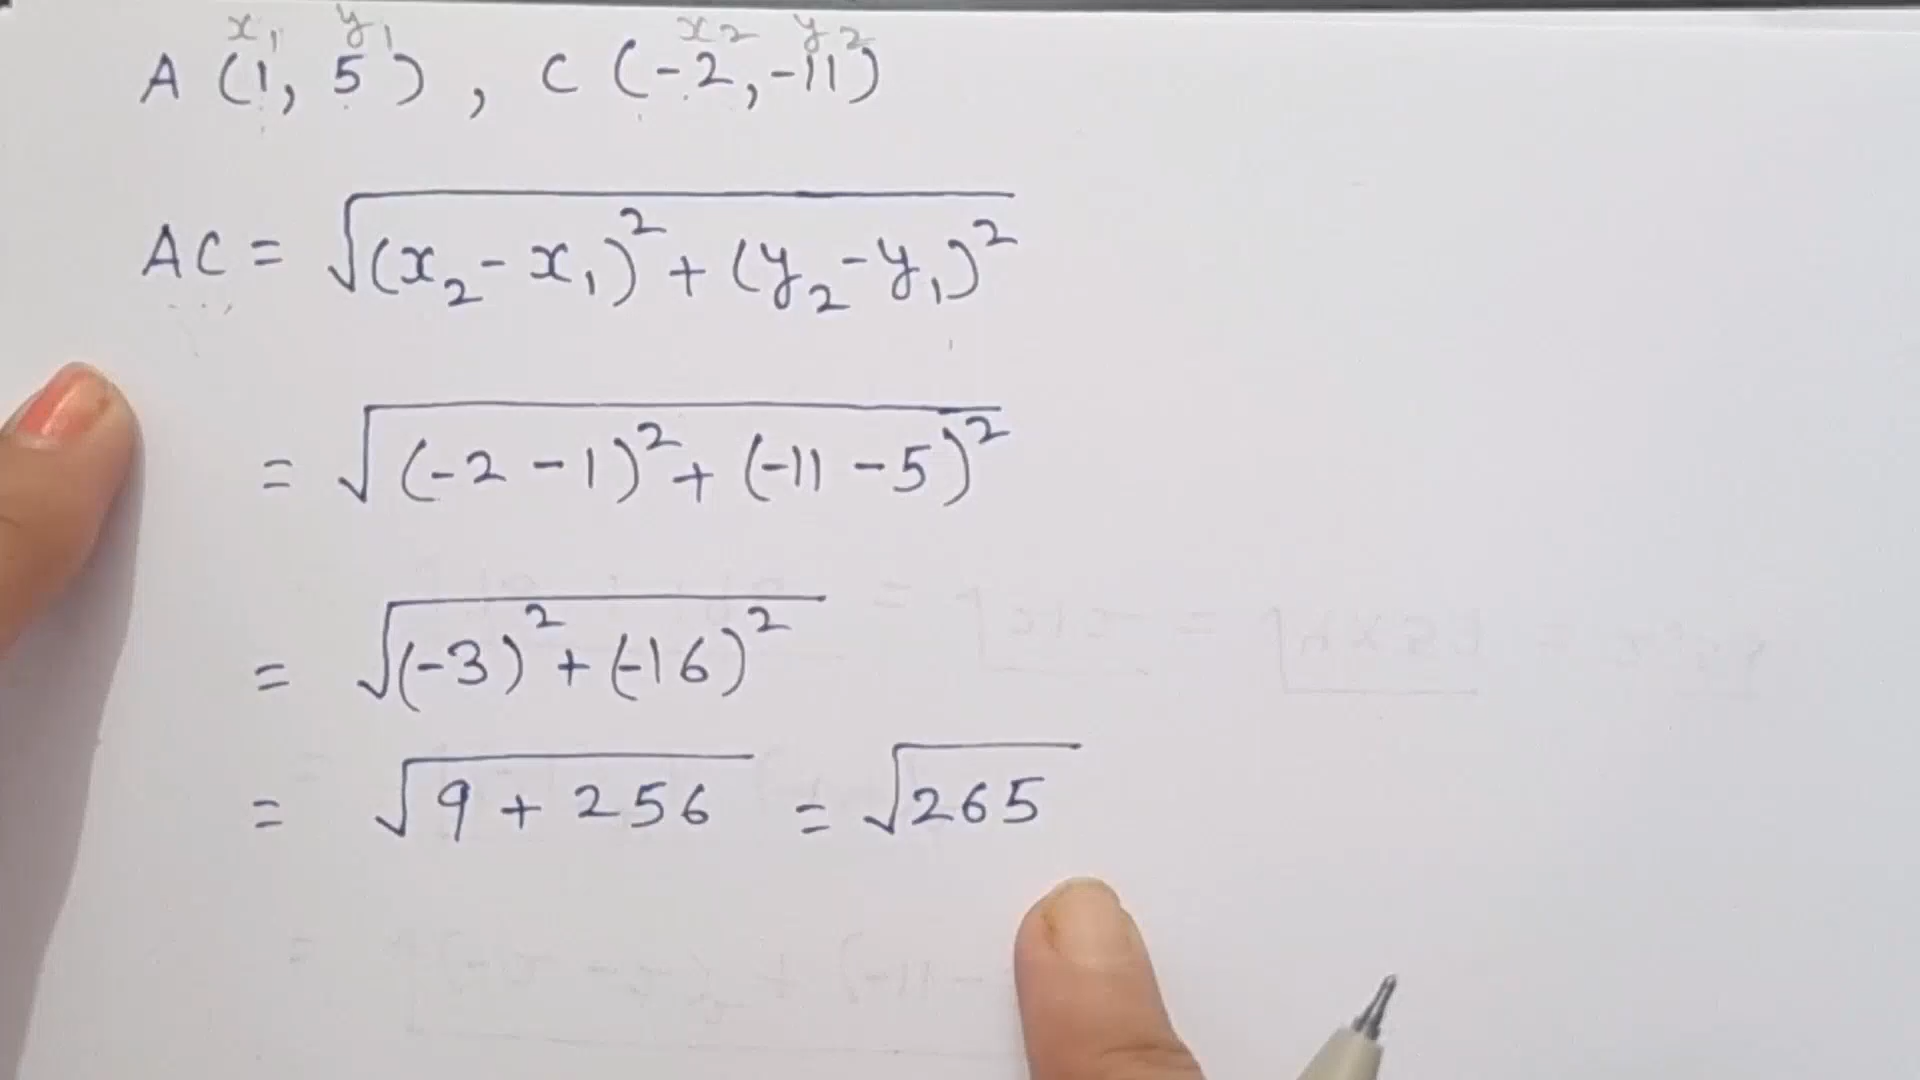 x₁ y₁ x₂ y₂
A (1, 5) , C (-2, -11)
AC = √(x₂ - x₁)² + (y₂ - y₁)²
= √(-2 - 1)² + (-11 - 5)²
= √(-3)² + (-16)²
= √9 + 256 = √265